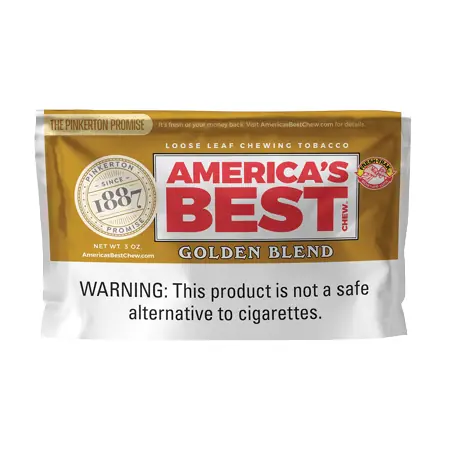 THE PINKERTON PROMISE
It's fresh or your money back. Visit AmericasBestChew.com for details.
LOOSE LEAF CHEWING TOBACCO
PINKERTON
SINCE
1887
PROMISE
AMERICA'S
BEST
CHEW.
FRESH-TRAK
NET WT. 3 OZ.
AmericasBestChew.com
GOLDEN BLEND
WARNING: This product is not a safe
alternative to cigarettes.